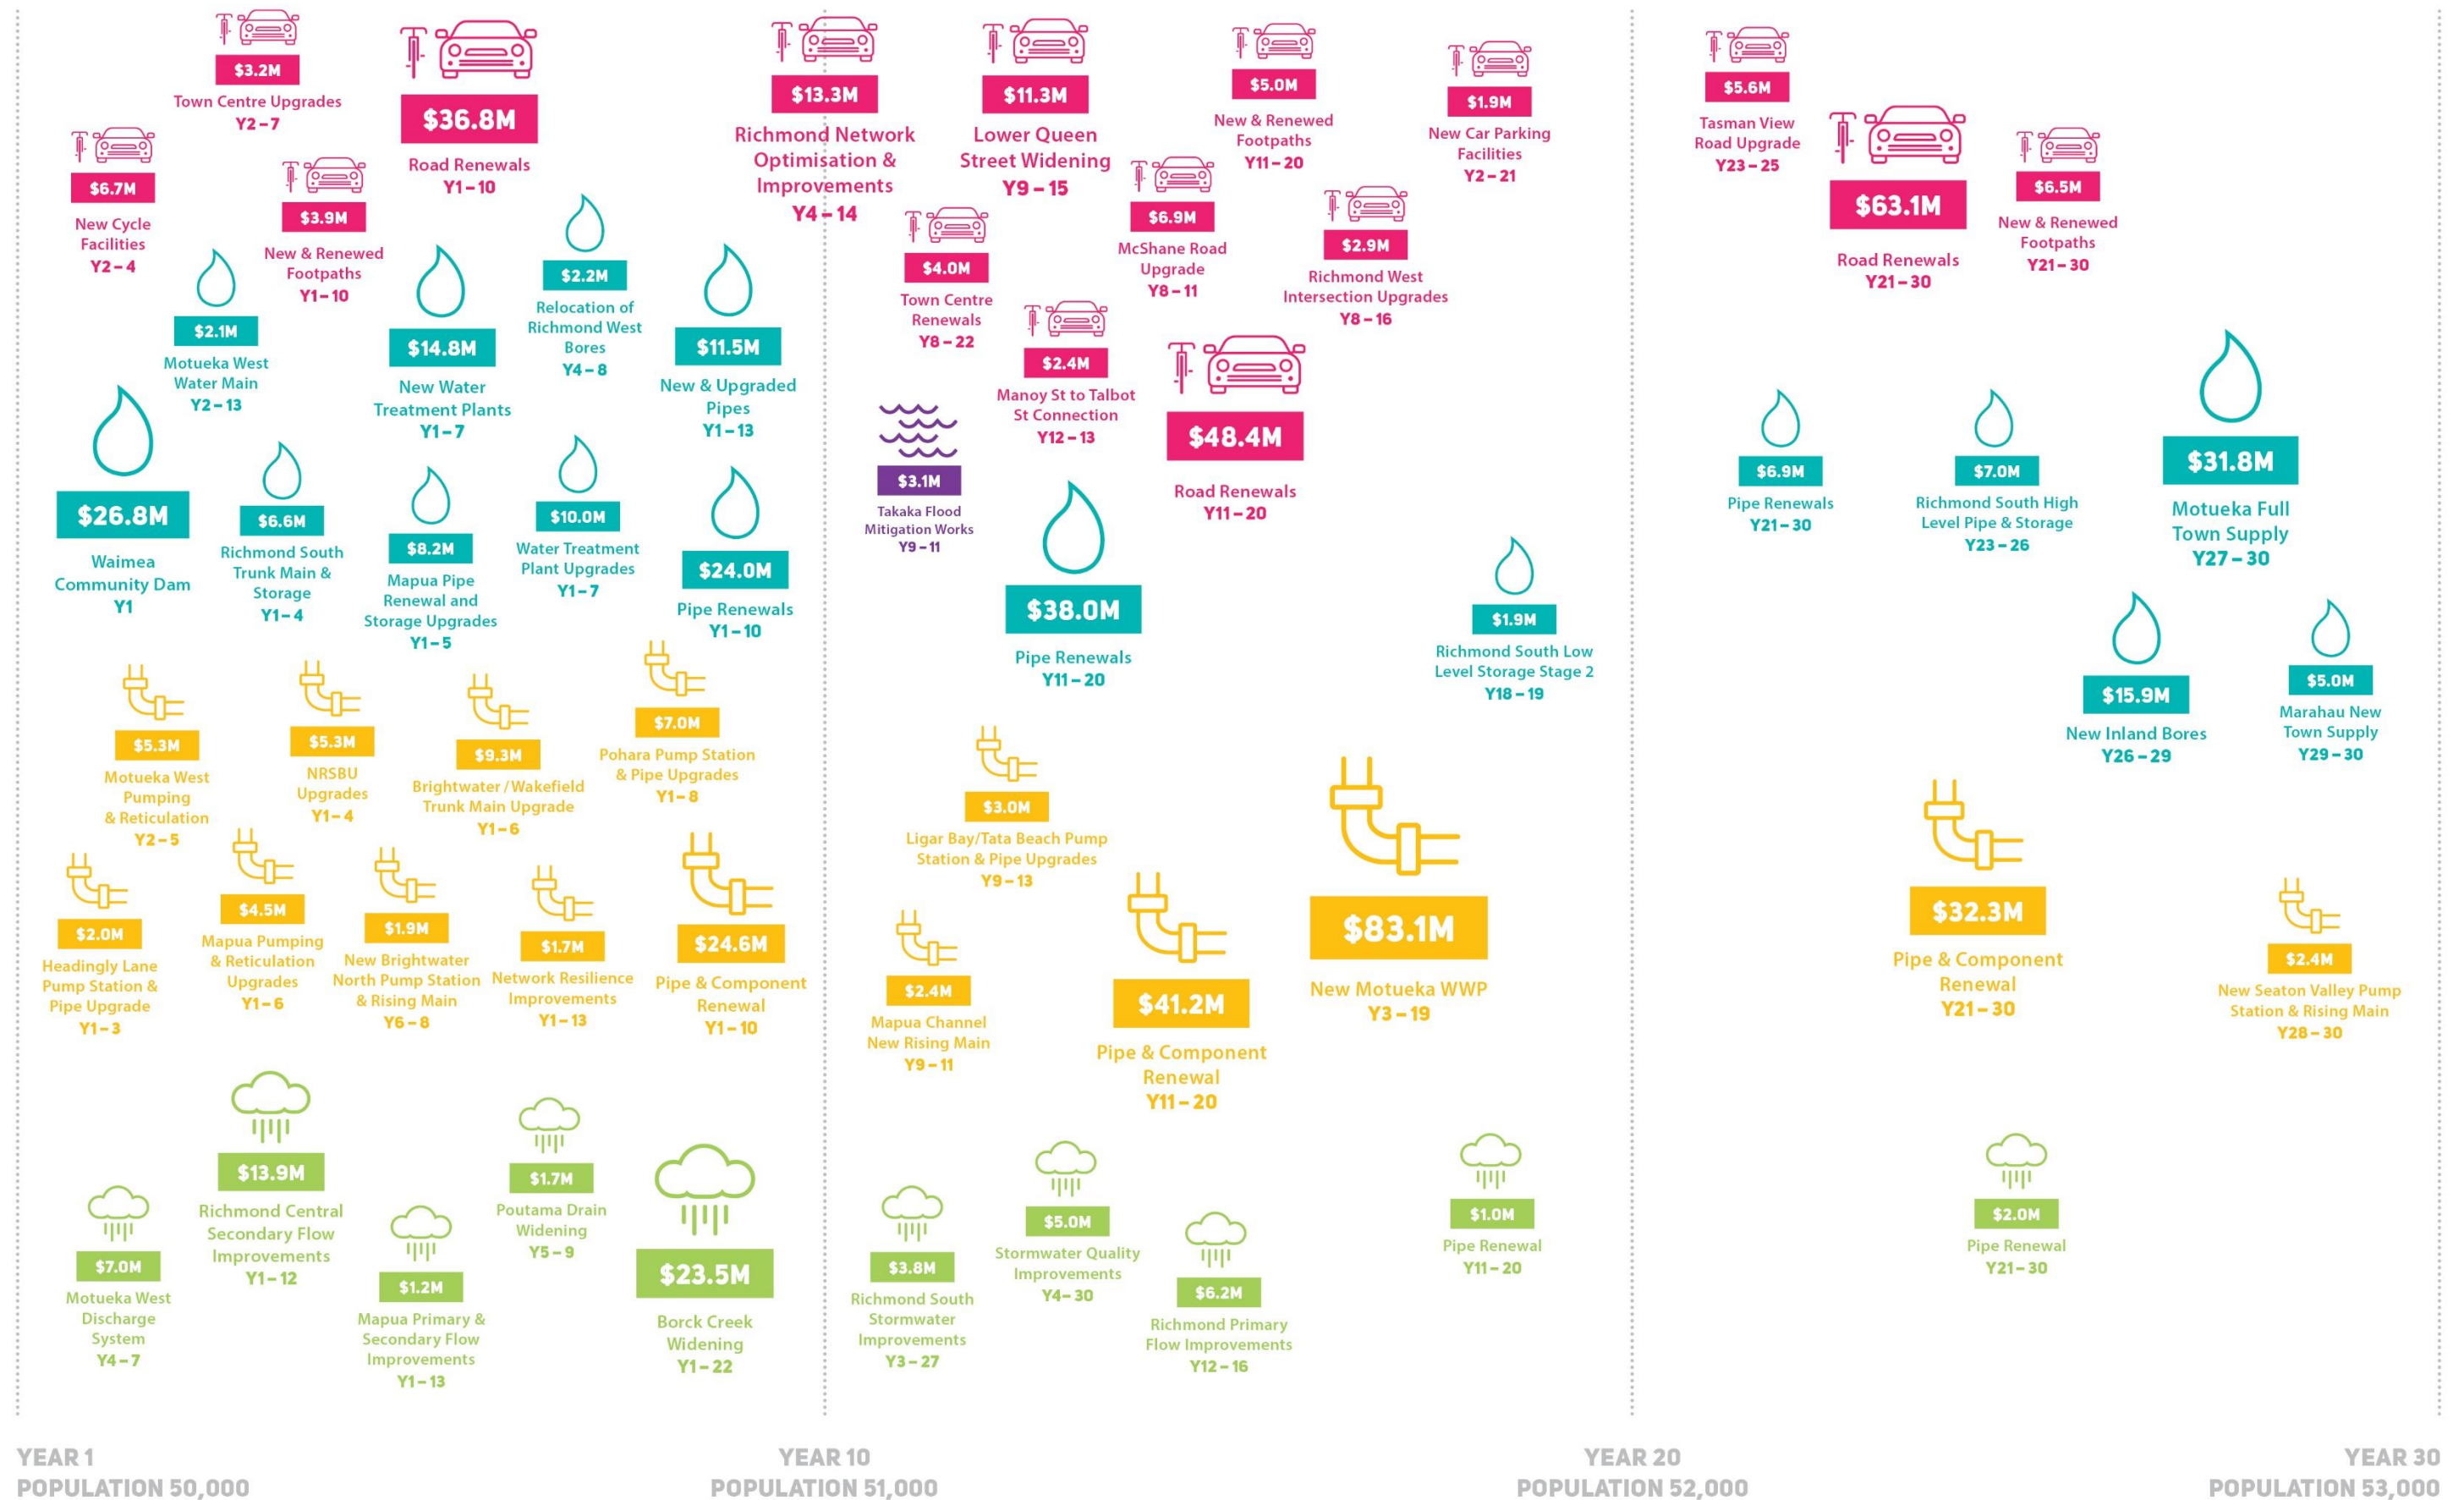 $3.2M
Town Centre Upgrades
Y2-7
$36.8M
Road Renewals
Y1-10
$6.7M
New Cycle
Facilities
Y2-4
$3.9M
New & Renewed
Footpaths
Y1-10
$13.3M
Richmond Network
Optimisation &
Improvements
Y4-14
$11.3M
Lower Queen
Street Widening
Y9-15
$5.0M
New & Renewed
Footpaths
Y11-20
$1.9M
New Car Parking
Facilities
Y2-21
$4.0M
Town Centre
Renewals
Y8-22
$6.9M
McShane Road
Upgrade
Y8-11
$2.9M
Richmond West
Intersection Upgrades
Y8-16
$2.4M
Manoy St to Talbot
St Connection
Y12-13
$48.4M
Road Renewals
Y11-20
$5.6M
Tasman View
Road Upgrade
Y23-25
$63.1M
Road Renewals
Y21-30
$6.5M
New & Renewed
Footpaths
Y21-30
$2.1M
Motueka West
Water Main
Y2-13
$14.8M
New Water
Treatment Plants
Y1-7
$2.2M
Relocation of
Richmond West
Bores
Y4-8
$11.5M
New & Upgraded
Pipes
Y1-13
$26.8M
Waimea
Community Dam
Y1
$6.6M
Richmond South
Trunk Main &
Storage
Y1-4
$8.2M
Mapua Pipe
Renewal and
Storage Upgrades
Y1-5
$10.0M
Water Treatment
Plant Upgrades
Y1-7
$24.0M
Pipe Renewals
Y1-10
$3.1M
Takaka Flood
Mitigation Works
Y9-11
$38.0M
Pipe Renewals
Y11-20
$1.9M
Richmond South Low
Level Storage Stage 2
Y18-19
$6.9M
Pipe Renewals
Y21-30
$7.0M
Richmond South High
Level Pipe & Storage
Y23-26
$31.8M
Motueka Full
Town Supply
Y27-30
$15.9M
New Inland Bores
Y26-29
$5.0M
Marahau New
Town Supply
Y29-30
$5.3M
Motueka West
Pumping
& Reticulation
Y2-5
$5.3M
NRSBU
Upgrades
Y1-4
$9.3M
Brightwater/Wakefield
Trunk Main Upgrade
Y1-6
$7.0M
Pohara Pump Station
& Pipe Upgrades
Y1-8
$2.0M
Headingly Lane
Pump Station &
Pipe Upgrade
Y1-3
$4.5M
Mapua Pumping
& Reticulation
Upgrades
Y1-6
$1.9M
New Brightwater
North Pump Station
& Rising Main
Y6-8
$1.7M
Network Resilience
Improvements
Y1-13
$24.6M
Pipe & Component
Renewal
Y1-10
$3.0M
Ligar Bay/Tata Beach Pump
Station & Pipe Upgrades
Y9-13
$2.4M
Mapua Channel
New Rising Main
Y9-11
$41.2M
Pipe & Component
Renewal
Y11-20
$83.1M
New Motueka WWP
Y3-19
$32.3M
Pipe & Component
Renewal
Y21-30
$2.4M
New Seaton Valley Pump
Station & Rising Main
Y28-30
$7.0M
Motueka West
Discharge
System
Y4-7
$13.9M
Richmond Central
Secondary Flow
Improvements
Y1-12
$1.2M
Mapua Primary &
Secondary Flow
Improvements
Y1-13
$1.7M
Poutama Drain
Widening
Y5-9
$23.5M
Borck Creek
Widening
Y1-22
$3.8M
Richmond South
Stormwater
Improvements
Y3-27
$5.0M
Stormwater Quality
Improvements
Y4-30
$6.2M
Richmond Primary
Flow Improvements
Y12-16
$1.0M
Pipe Renewal
Y11-20
$2.0M
Pipe Renewal
Y21-30
YEAR 1
POPULATION 50,000
YEAR 10
POPULATION 51,000
YEAR 20
POPULATION 52,000
YEAR 30
POPULATION 53,000